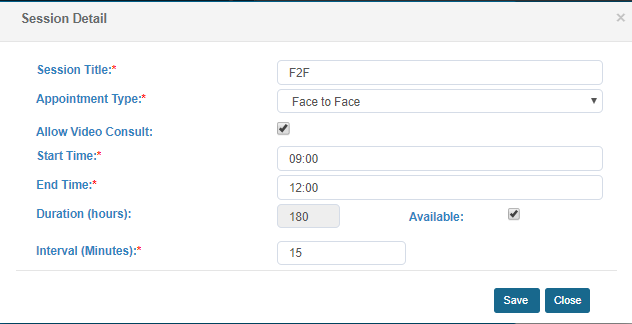 Session Detail ×
Session Title:* F2F
Appointment Type:* Face to Face
Allow Video Consult:
Start Time:* 09:00
End Time:* 12:00
Duration (hours): 180 Available:
Interval (Minutes):* 15
Save Close